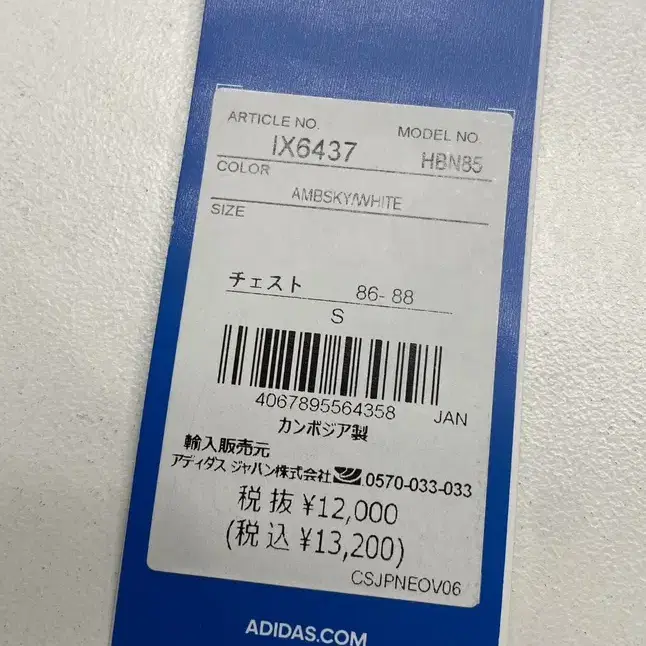 ARTICLE NO. MODEL NO.
IX6437 HBN85
COLOR
AMBSKY/WHITE
SIZE
チェスト 86- 88
S
4067895564358 JAN
カンボジア製
輸入販売元
アディダス ジャパン株式会社 0570-033-033
税抜 ¥12,000
(税込 ¥13,200)
CSJPNEOV06
ADIDAS.COM